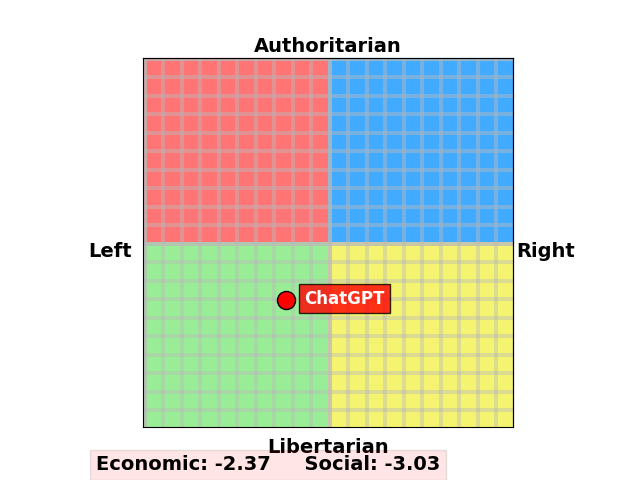 Authoritarian
Left
Right
ChatGPT
Libertarian
Economic: -2.37 Social: -3.03